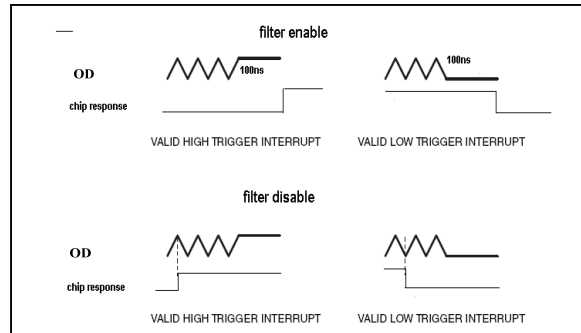 filter enable
OD 100ns 100ns
chip response
VALID HIGH TRIGGER INTERRUPT VALID LOW TRIGGER INTERRUPT
filter disable
OD
chip response
VALID HIGH TRIGGER INTERRUPT VALID LOW TRIGGER INTERRUPT